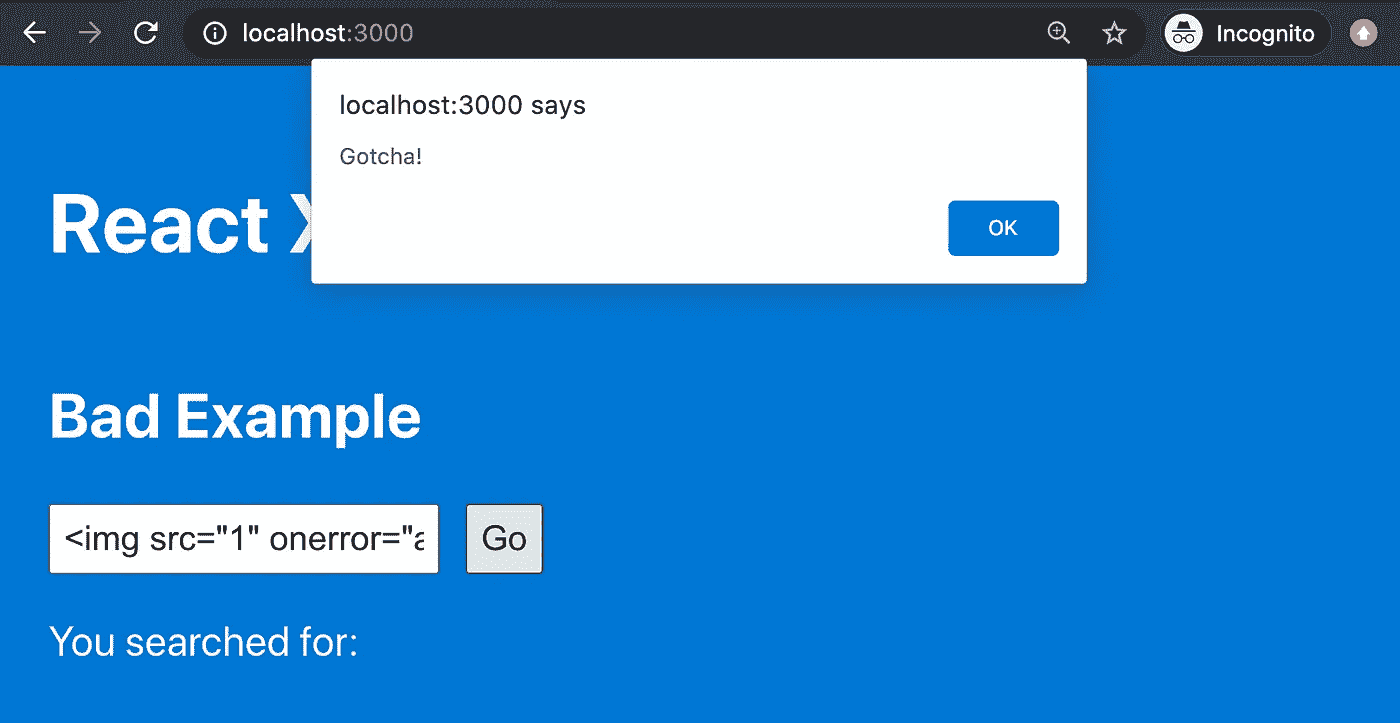 localhost:3000
Incognito
localhost:3000 says
Gotcha!
OK
React
Bad Example
<img src="1" onerror="a
Go
You searched for: